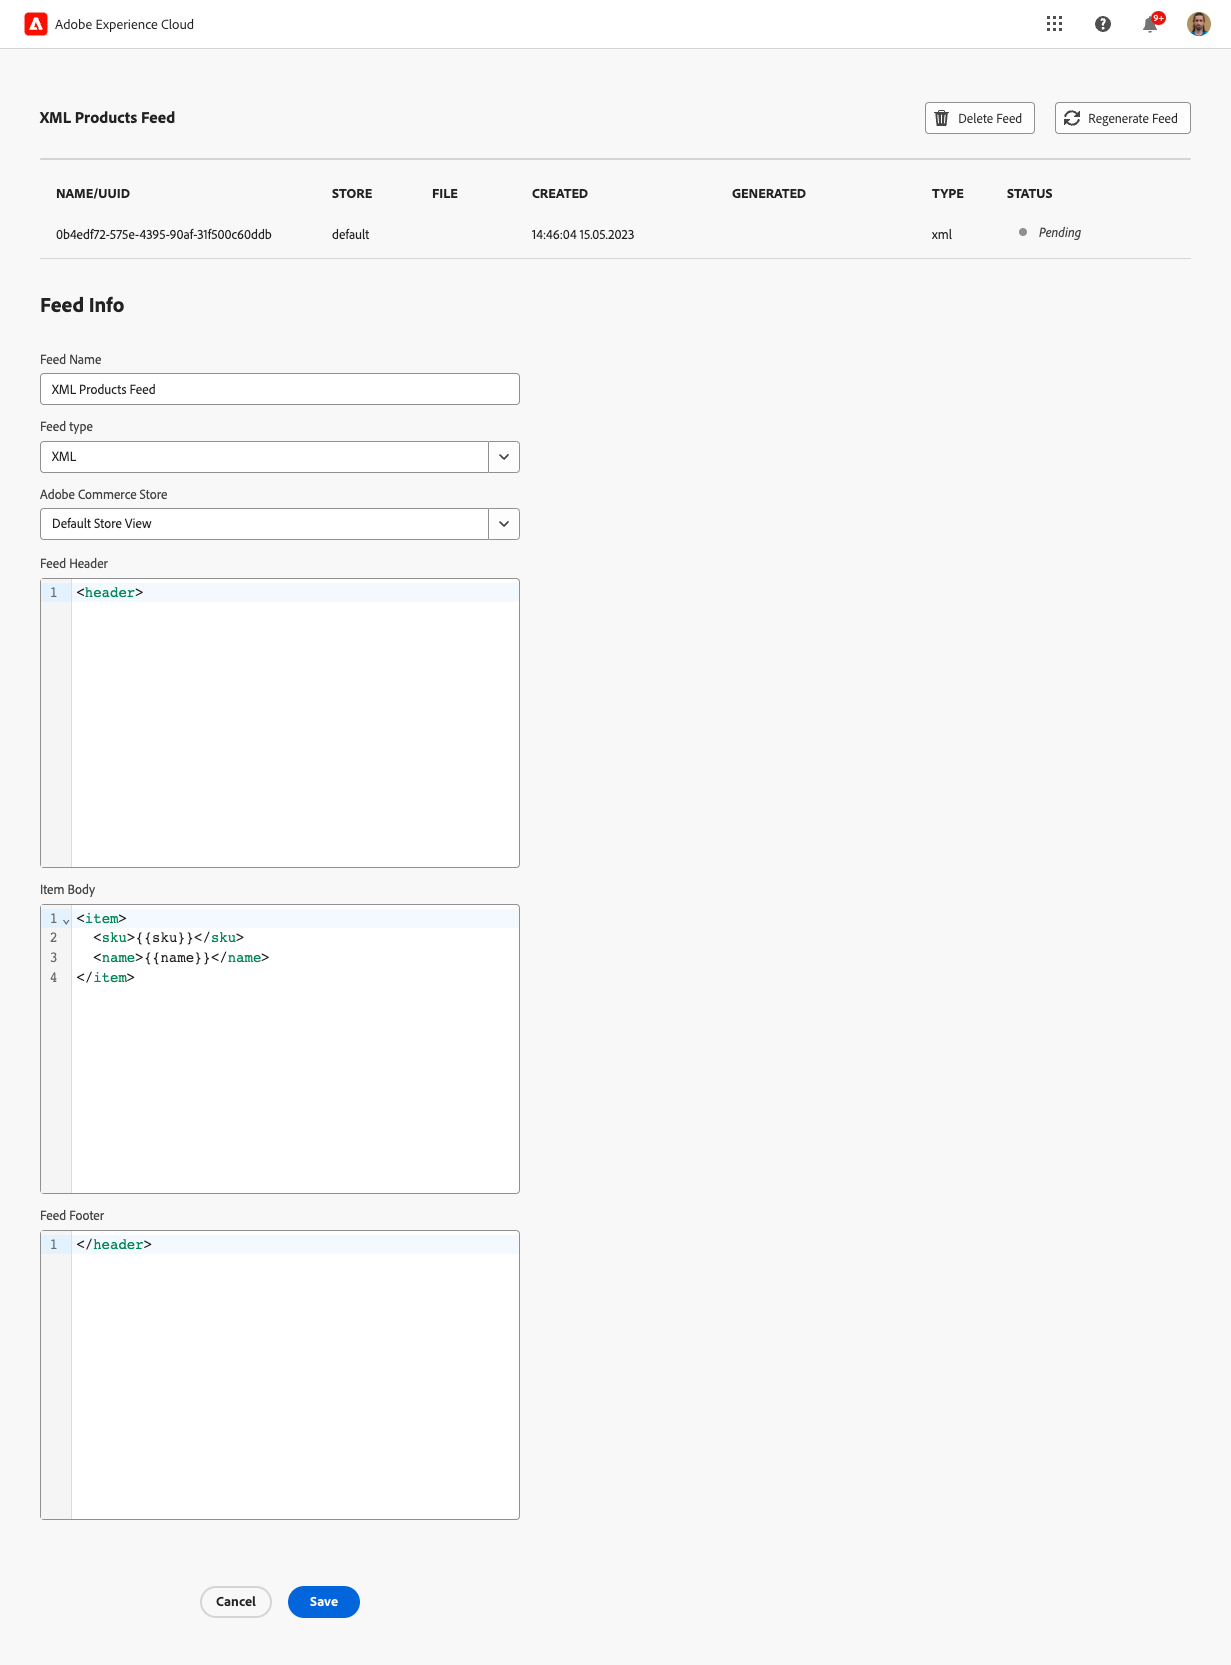 Adobe Experience Cloud
9+
XML Products Feed
Delete Feed
Regenerate Feed
NAME/UUID STORE FILE CREATED GENERATED TYPE STATUS
0b4edf72-575e-4395-90af-31f500c60ddb default 14:46:04 15.05.2023 xml Pending
Feed Info
Feed Name
XML Products Feed
Feed type
XML
Adobe Commerce Store
Default Store View
Feed Header
1 <header>
Item Body
1 <item>
2 <sku>{{sku}}</sku>
3 <name>{{name}}</name>
4 </item>
Feed Footer
1 </header>
Cancel Save